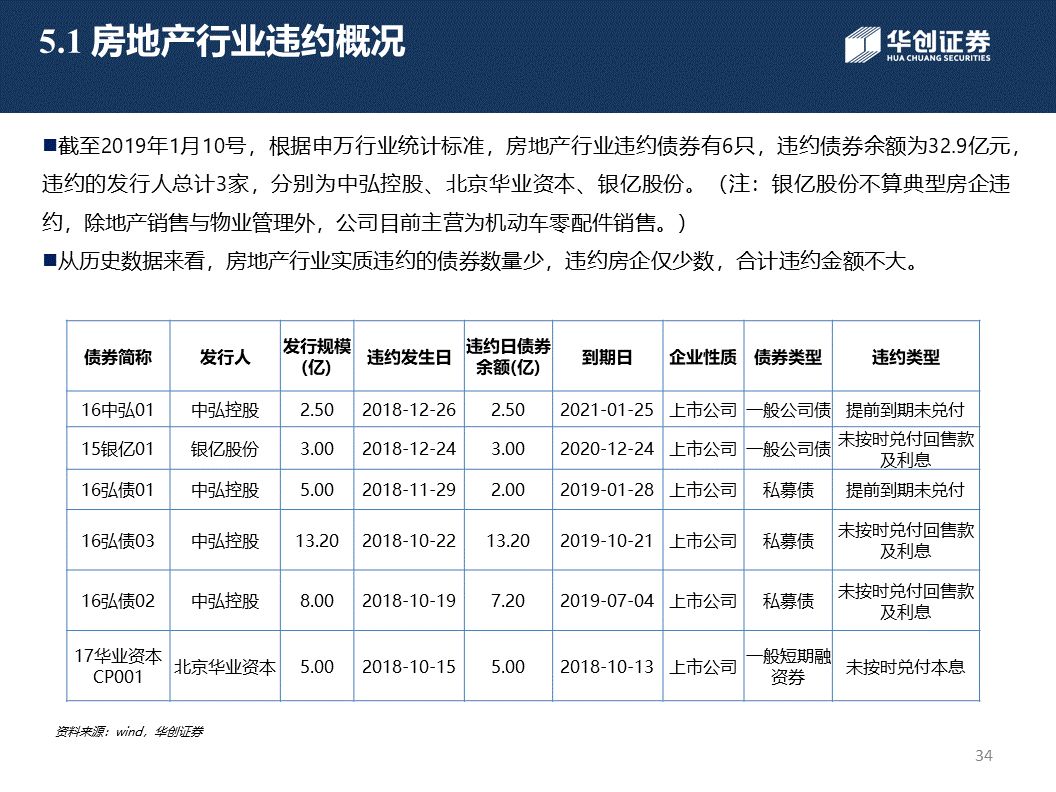 5.1 房地产行业违约概况
华创证券
HUA CHUANG SECURITIES
■截至2019年1月10号，根据申万行业统计标准，房地产行业违约债券有6只，违约债券余额为32.9亿元，
违约的发行人总计3家，分别为中弘控股、北京华业资本、银亿股份。（注：银亿股份不算典型房企违
约，除地产销售与物业管理外，公司目前主营为机动车零配件销售。）
■从历史数据来看，房地产行业实质违约的债券数量少，违约房企仅少数，合计违约金额不大。
债券简称 发行人 发行规模(亿) 违约发生日 违约日债券余额(亿) 到期日 企业性质 债券类型 违约类型
16中弘01 中弘控股 2.50 2018-12-26 2.50 2021-01-25 上市公司 一般公司债 提前到期未兑付
15银亿01 银亿股份 3.00 2018-12-24 3.00 2020-12-24 上市公司 一般公司债 未按时兑付回售款及利息
16弘债01 中弘控股 5.00 2018-11-29 2.00 2019-01-28 上市公司 私募债 提前到期未兑付
16弘债03 中弘控股 13.20 2018-10-22 13.20 2019-10-21 上市公司 私募债 未按时兑付回售款及利息
16弘债02 中弘控股 8.00 2018-10-19 7.20 2019-07-04 上市公司 私募债 未按时兑付回售款及利息
17华业资本CP001 北京华业资本 5.00 2018-10-15 5.00 2018-10-13 上市公司 一般短期融资券 未按时兑付本息
资料来源：wind，华创证券
34